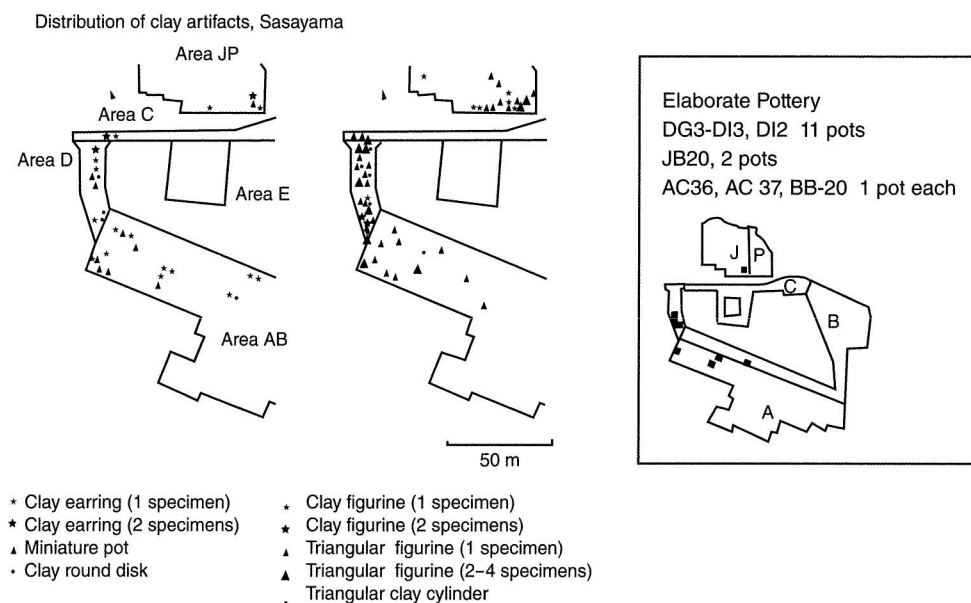 Distribution of clay artifacts, Sasayama
Area JP
Area C
Area D
Area E
Area AB
50 m
Clay earring (1 specimen)
Clay earring (2 specimens)
Miniature pot
Clay round disk
Clay figurine (1 specimen)
Clay figurine (2 specimens)
Triangular figurine (1 specimen)
Triangular figurine (2–4 specimens)
Triangular clay cylinder
Elaborate Pottery
DG3-DI3, DI2 11 pots
JB20, 2 pots
AC36, AC 37, BB-20 1 pot each
J
P
C
B
A